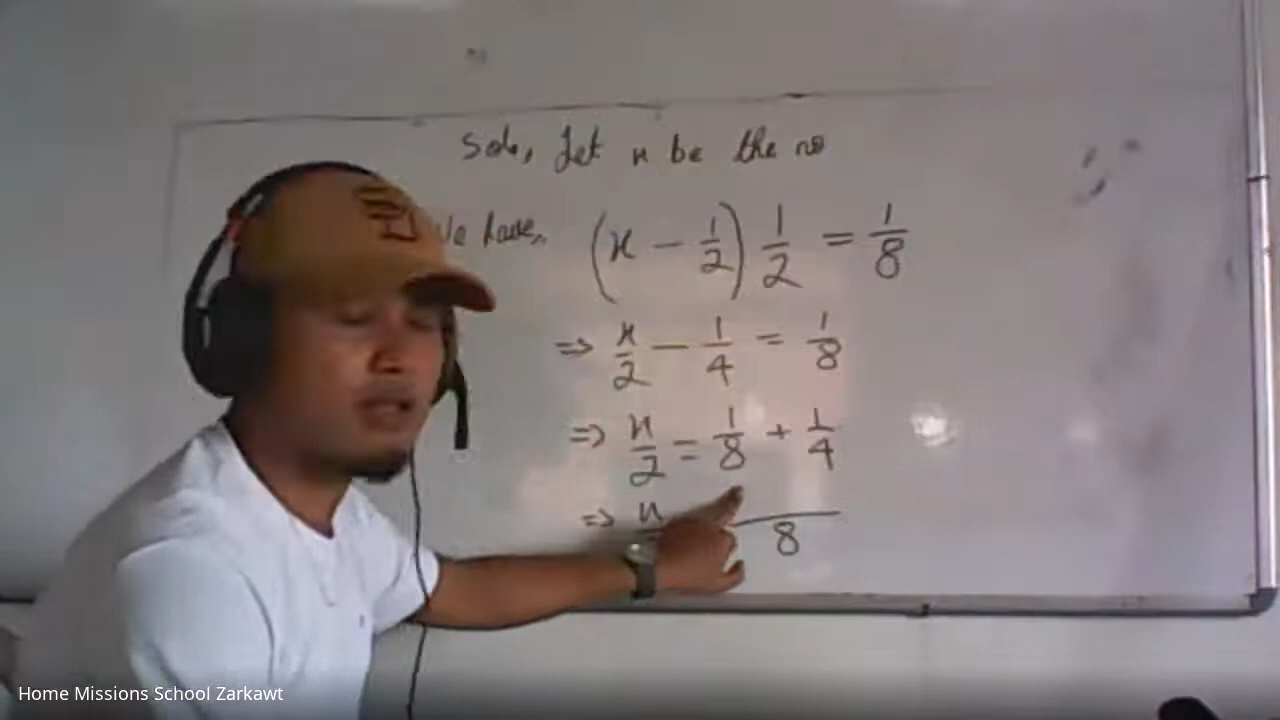 Soln, Let x be the no
We have, (x - 1/2) 1/2 = 1/8
⇒ x/2 - 1/4 = 1/8
⇒ x/2 = 1/8 + 1/4
⇒ x 8
Home Missions School Zarkawt